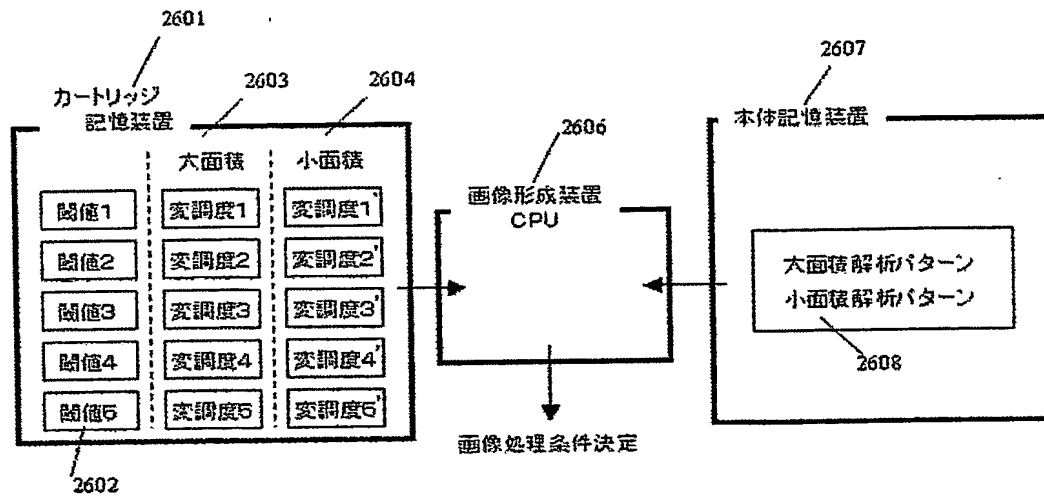 2601
カートリッジ
記憶装置
2603
2604
大面積
小面積
閾値1
変調度1
変調度1'
閾値2
変調度2
変調度2'
閾値3
変調度3
変調度3'
閾値4
変調度4
変調度4'
閾値5
変調度5
変調度5'
2602
2606
画像形成装置
CPU
画像処理条件決定
2607
本体記憶装置
大面積解析パターン
小面積解析パターン
2608